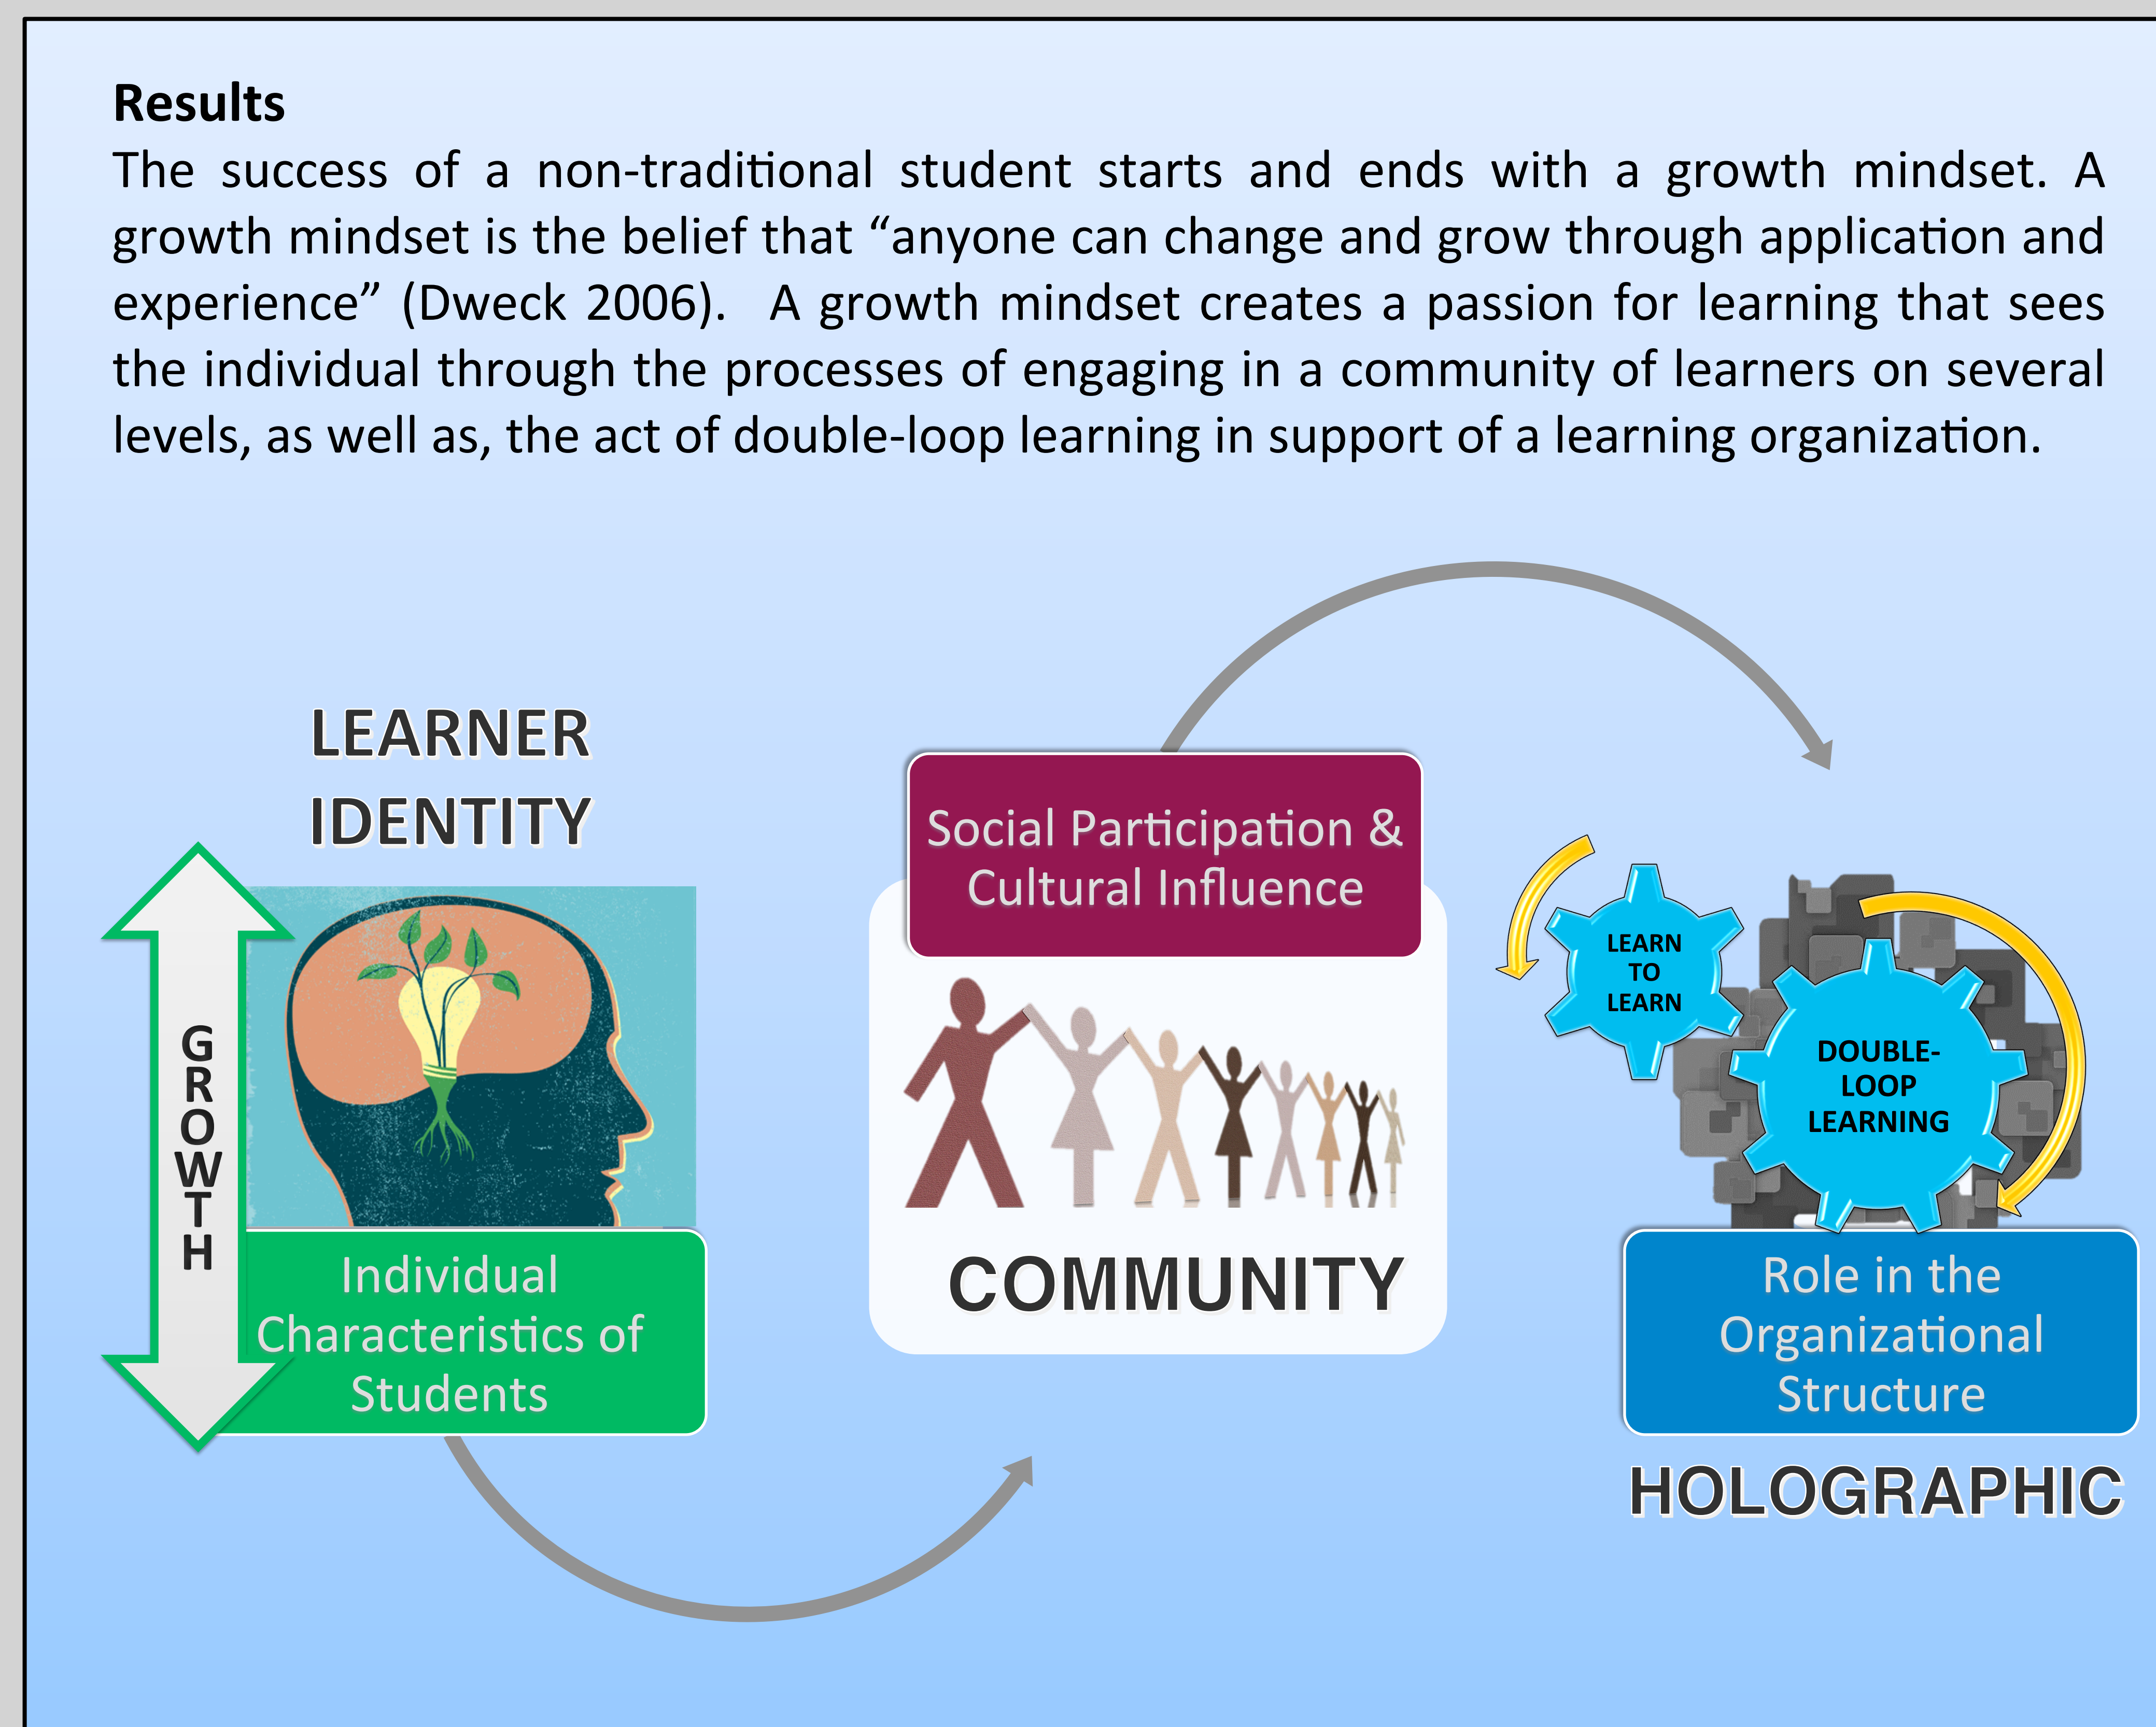 Results
The success of a non-traditional student starts and ends with a growth mindset. A
growth mindset is the belief that “anyone can change and grow through application and
experience” (Dweck 2006).  A growth mindset creates a passion for learning that sees
the individual through the processes of engaging in a community of learners on several
levels, as well as, the act of double-loop learning in support of a learning organization.
LEARNER
IDENTITY
GROWTH
Individual
Characteristics of
Students
Social Participation &
Cultural Influence
COMMUNITY
LEARN
TO
LEARN
DOUBLE-
LOOP
LEARNING
Role in the
Organizational
Structure
HOLOGRAPHIC